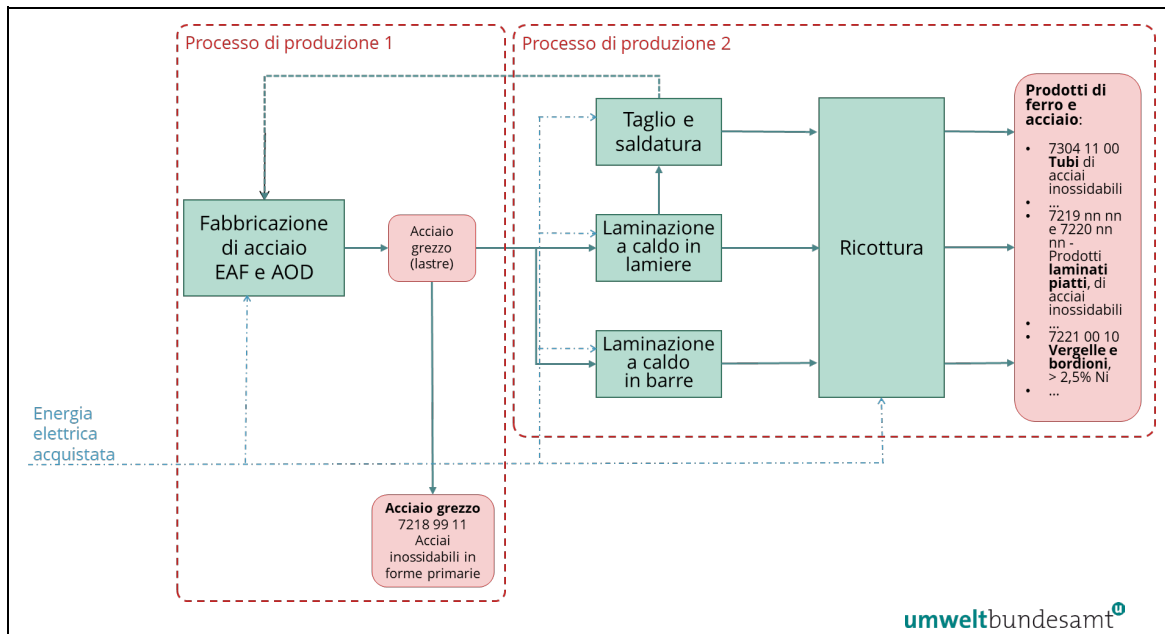 Processo di produzione 1
Processo di produzione 2
Fabbricazione
di acciaio
EAF e AOD
Acciaio
grezzo
(lastre)
Taglio e
saldatura
Laminazione
a caldo in
lamiere
Laminazione
a caldo
in barre
Ricottura
Prodotti di
ferro e
acciaio:
• 7304 11 00
Tubi di
acciai
inossidabili
• ...
• 7219 nn nn
e 7220 nn
nn -
Prodotti
laminati
piatti, di
acciai
inossidabili
• ...
• 7221 00 10
Vergelle e
bordioni,
> 2,5% Ni
• ...
Energia
elettrica
acquistata
Acciaio grezzo
7218 99 11
Acciai
inossidabili in
forme primarie
umweltbundesamt u